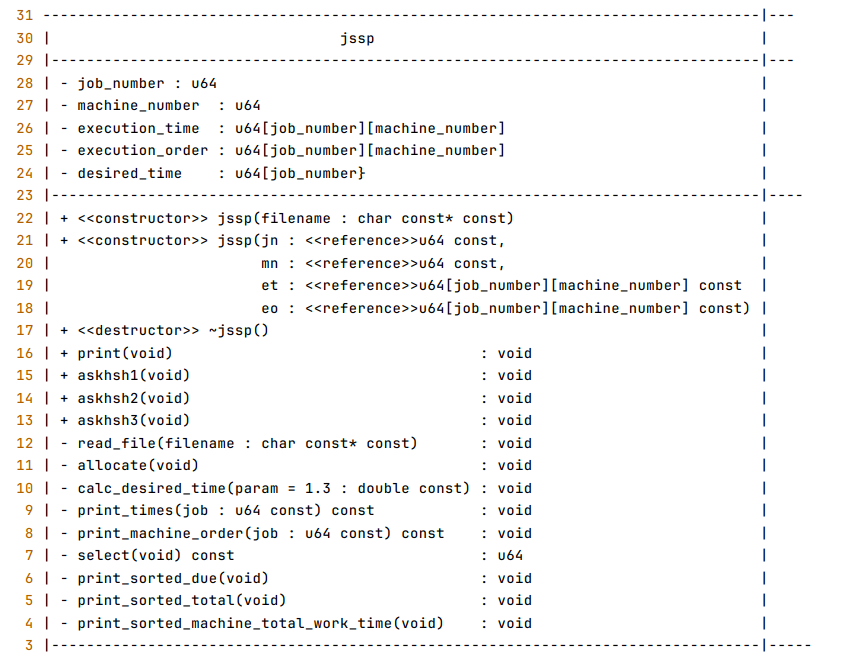 31 ----------------------------------------------------------------------------------|---
30 |                                 jssp                                             |
29 |---------------------------------------------------------------------------------|---
28 | - job_number : u64                                                               |
27 | - machine_number  : u64                                                          |
26 | - execution_time  : u64[job_number][machine_number]                              |
25 | - execution_order : u64[job_number][machine_number]                              |
24 | - desired_time    : u64[job_number}                                              |
23 |---------------------------------------------------------------------------------|----
22 | + <<constructor>> jssp(filename : char const* const)                             |
21 | + <<constructor>> jssp(jn : <<reference>>u64 const,                              |
20 |                        mn : <<reference>>u64 const,                              |
19 |                        et : <<reference>>u64[job_number][machine_number] const  |
18 |                        eo : <<reference>>u64[job_number][machine_number] const) |
17 | + <<destructor>> ~jssp()                                                         |
16 | + print(void)                                   : void                          |
15 | + askhsh1(void)                                 : void                          |
14 | + askhsh2(void)                                 : void                          |
13 | + askhsh3(void)                                 : void                          |
12 | - read_file(filename : char const* const)       : void                          |
11 | - allocate(void)                                : void                          |
10 | - calc_desired_time(param = 1.3 : double const) : void                          |
9 | - print_times(job : u64 const) const            : void                          |
8 | - print_machine_order(job : u64 const) const    : void                          |
7 | - select(void) const                            : u64                           |
6 | - print_sorted_due(void)                        : void                          |
5 | - print_sorted_total(void)                      : void                          |
4 | - print_sorted_machine_total_work_time(void)    : void                          |
3 |---------------------------------------------------------------------------------|-----